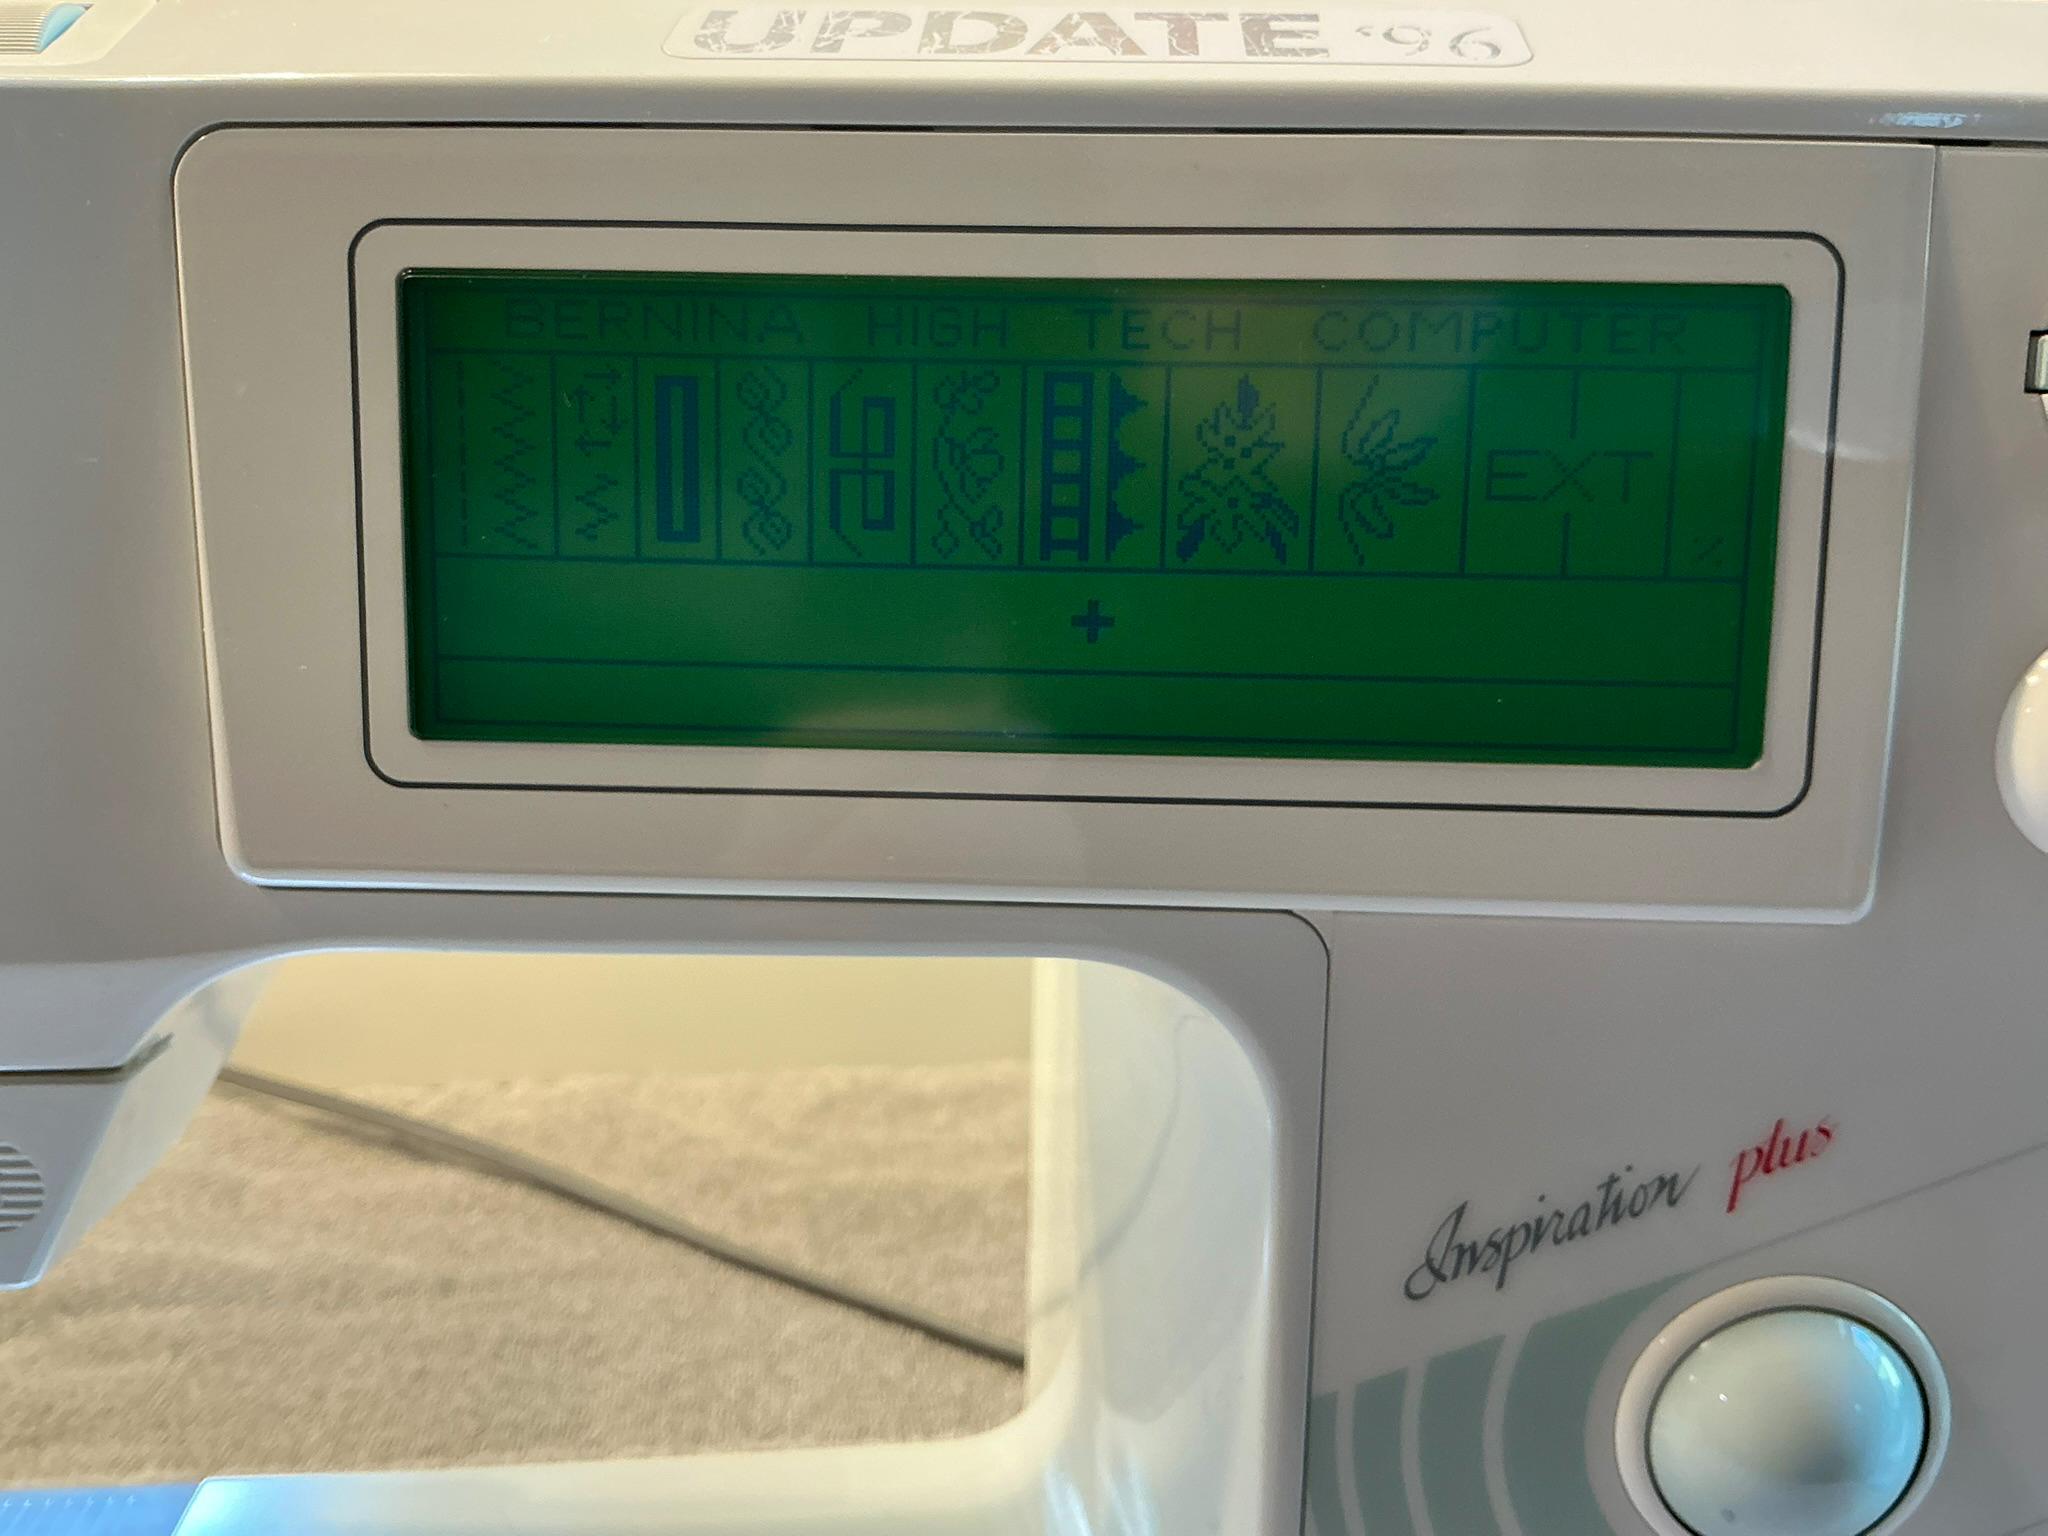 UPDATE '96
BERNINA HIGH TECH COMPUTER
EXT
%
Inspiration plus